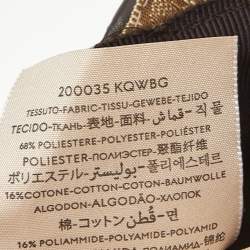 200035 KQWBG
TESSUTO-FABRIC-TISSU-GEWEBE-TEJIDO
TECIDO-ТКАНЬ-表地-面料-قماش-직물
68% POLIESTERE-POLYESTER-POLYESTER
POLIESTER-ПОЛИЭСТЕР-聚酯纤维
ポリエステル-بوليستر-폴리에스테르
16%COTONE-COTTON-COTON-BAUMWOLLE
ALGODON-ALGODÃO-ХЛОПОК
棉-コットン-قطن-면
16% POLIAMMIDE-POLYAMID-POLYAMIDE